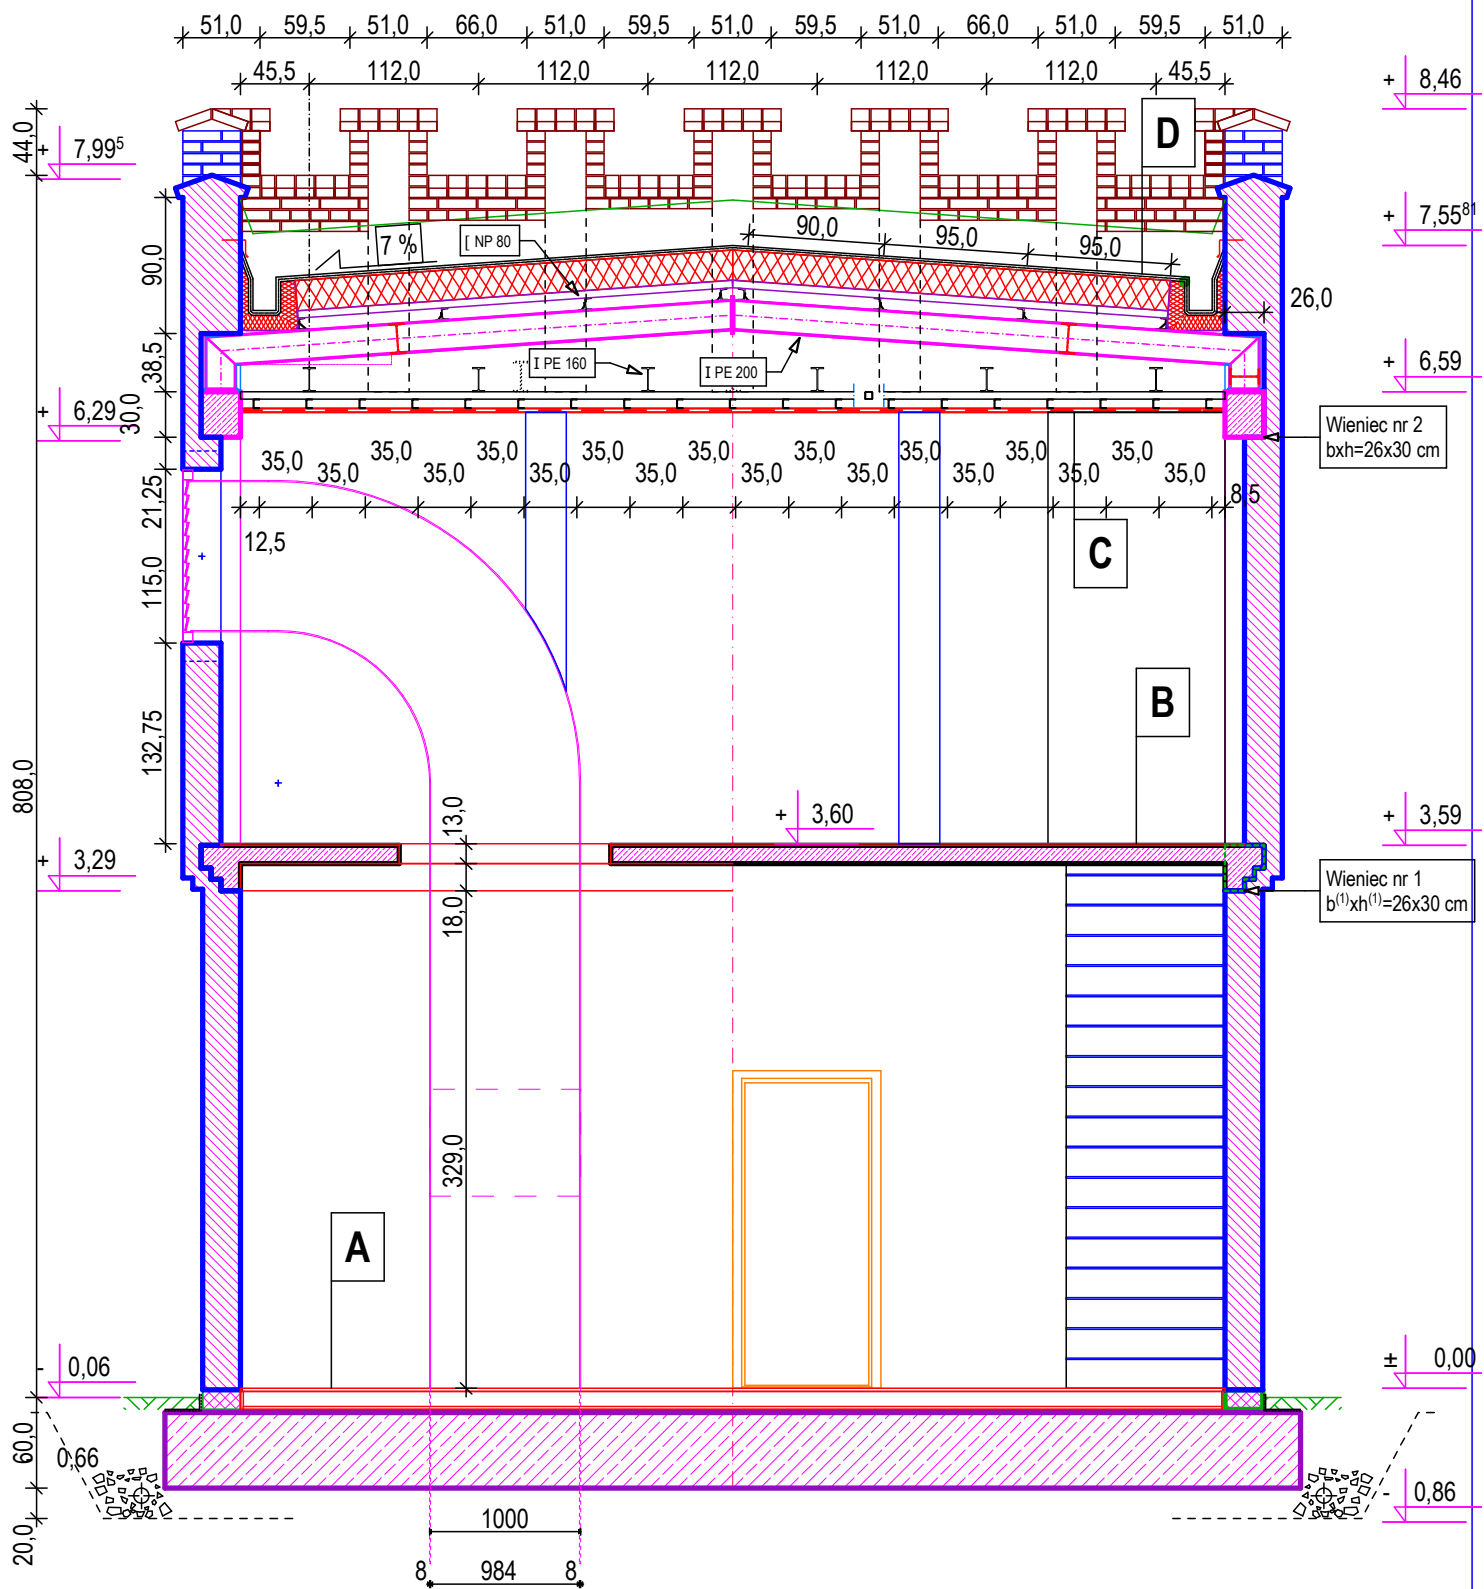 51,0 59,5 51,0 66,0 51,0 59,5 51,0 59,5 51,0 66,0 51,0 59,5 51,0
45,5 112,0 112,0 112,0 112,0 112,0 45,5
+ 8,46
44,0
+ 7,99⁵
D
+ 7,55⁸¹
90,0
7 %
[ NP 80
90,0 95,0 95,0
26,0
38,5
I PE 160
I PE 200
+ 6,59
+ 6,29
30,0
Wieniec nr 2
bxh=26x30 cm
35,0 35,0 35,0 35,0 35,0 35,0 35,0 35,0 35,0
35,0 35,0 35,0 35,0 35,0 35,0 35,0 35,0 35,0
8,5
21,25
12,5
C
115,0
B
132,75
808,0
13,0
+ 3,60
+ 3,59
+ 3,29
Wieniec nr 1
b⁽¹⁾xh⁽¹⁾=26x30 cm
18,0
329,0
A
- 0,06
± 0,00
60,0
- 0,66
- 0,86
20,0
1000
8 984 8